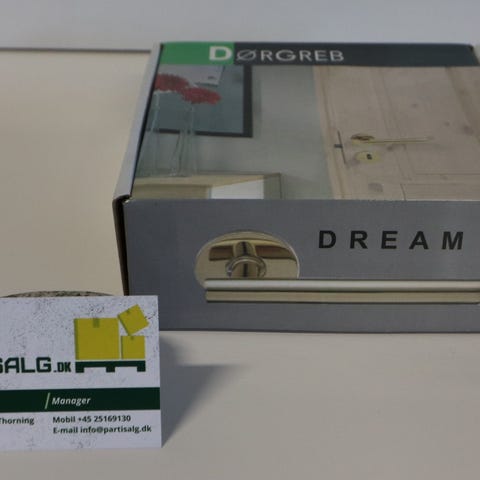 DØRGREB
DREAM
SALG.DK
Manager
Thorning Mobil +45 25169130
E-mail info@partisalg.dk